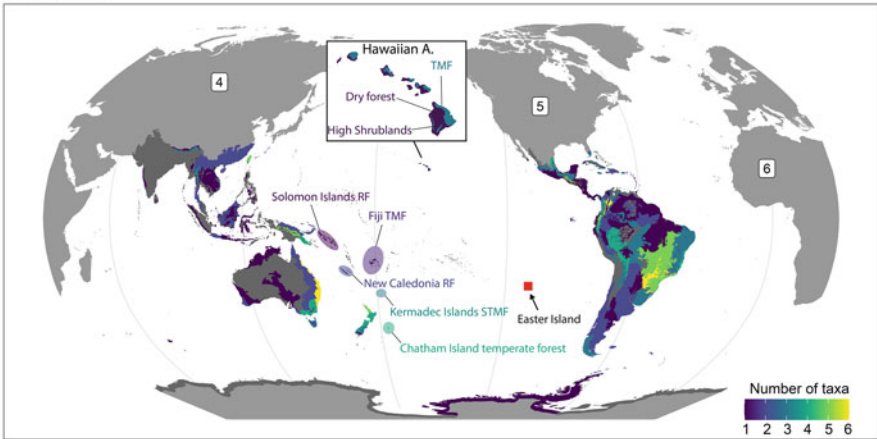 Hawaiian A.
TMF
Dry forest
High Shrublands
4
5
6
Solomon Islands RF
Fiji TMF
New Caledonia RF
Kermadec Islands STMF
Chatham Island temperate forest
Easter Island
Number of taxa
1 2 3 4 5 6